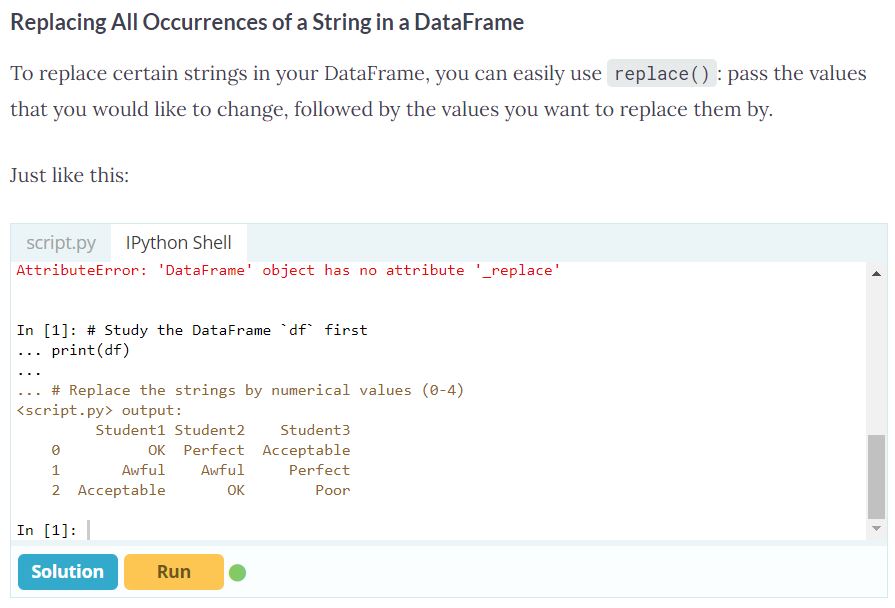 Replacing All Occurrences of a String in a DataFrame
To replace certain strings in your DataFrame, you can easily use replace() : pass the values
that you would like to change, followed by the values you want to replace them by.
Just like this:
script.py IPython Shell
AttributeError: 'DataFrame' object has no attribute '_replace'
In [1]: # Study the DataFrame `df` first
... print(df)
...
... # Replace the strings by numerical values (0-4)
<script.py> output:
Student1 Student2 Student3
0 OK Perfect Acceptable
1 Awful Awful Perfect
2 Acceptable OK Poor
In [1]:
Solution Run